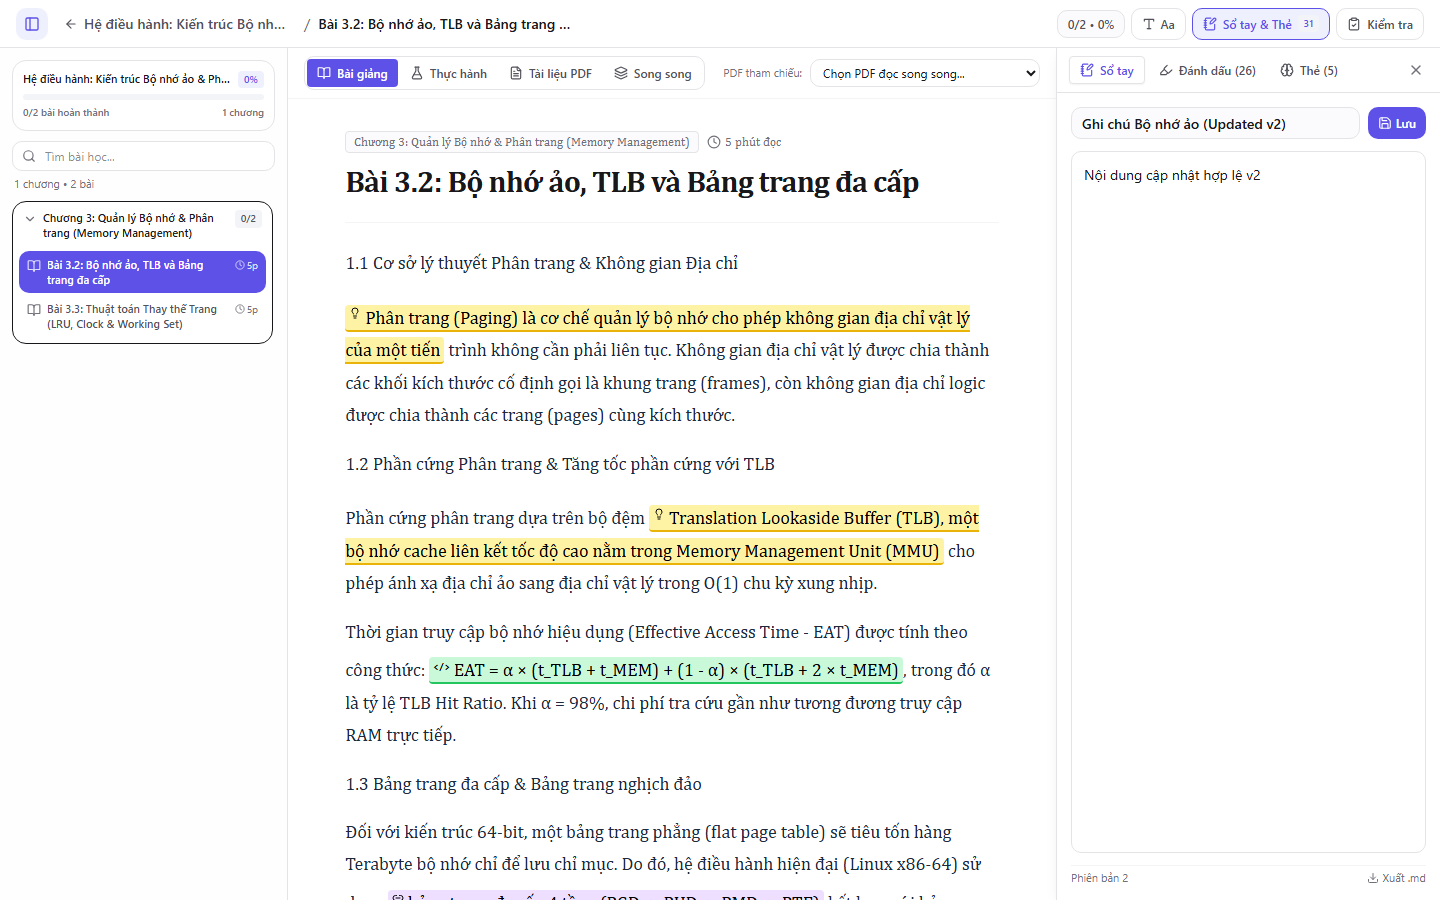 Hệ điều hành: Kiến trúc Bộ nh... / Bài 3.2: Bộ nhớ ảo, TLB và Bảng trang ...
0/2 • 0%
Aa
Sổ tay & Thẻ 31
Kiểm tra
Hệ điều hành: Kiến trúc Bộ nhớ ảo & Ph... 0%
0/2 bài hoàn thành 1 chương
Tìm bài học...
1 chương • 2 bài
Chương 3: Quản lý Bộ nhớ & Phân
trang (Memory Management)
0/2
Bài 3.2: Bộ nhớ ảo, TLB và Bảng
trang đa cấp
5p
Bài 3.3: Thuật toán Thay thế Trang
(LRU, Clock & Working Set)
5p
Bài giảng
Thực hành
Tài liệu PDF
Song song
PDF tham chiếu:
Chọn PDF đọc song song...
Chương 3: Quản lý Bộ nhớ & Phân trang (Memory Management)
5 phút đọc
Bài 3.2: Bộ nhớ ảo, TLB và Bảng trang đa cấp
1.1 Cơ sở lý thuyết Phân trang & Không gian Địa chỉ
Phân trang (Paging) là cơ chế quản lý bộ nhớ cho phép không gian địa chỉ vật lý
của một tiến trình không cần phải liên tục. Không gian địa chỉ vật lý được chia thành
các khối kích thước cố định gọi là khung trang (frames), còn không gian địa chỉ logic
được chia thành các trang (pages) cùng kích thước.
1.2 Phần cứng Phân trang & Tăng tốc phần cứng với TLB
Phần cứng phân trang dựa trên bộ đệm Translation Lookaside Buffer (TLB), một
bộ nhớ cache liên kết tốc độ cao nằm trong Memory Management Unit (MMU) cho
phép ánh xạ địa chỉ ảo sang địa chỉ vật lý trong O(1) chu kỳ xung nhịp.
Thời gian truy cập bộ nhớ hiệu dụng (Effective Access Time - EAT) được tính theo
công thức: EAT = α × (t_TLB + t_MEM) + (1 - α) × (t_TLB + 2 × t_MEM), trong đó α
là tỷ lệ TLB Hit Ratio. Khi α = 98%, chi phí tra cứu gần như tương đương truy cập
RAM trực tiếp.
1.3 Bảng trang đa cấp & Bảng trang nghịch đảo
Đối với kiến trúc 64-bit, một bảng trang phẳng (flat page table) sẽ tiêu tốn hàng
Terabyte bộ nhớ chỉ để lưu chỉ mục. Do đó, hệ điều hành hiện đại (Linux x86-64) sử
Sổ tay
Đánh dấu (26)
Thẻ (5)
Ghi chú Bộ nhớ ảo (Updated v2)
Lưu
Nội dung cập nhật hợp lệ v2
Phiên bản 2
Xuất .md